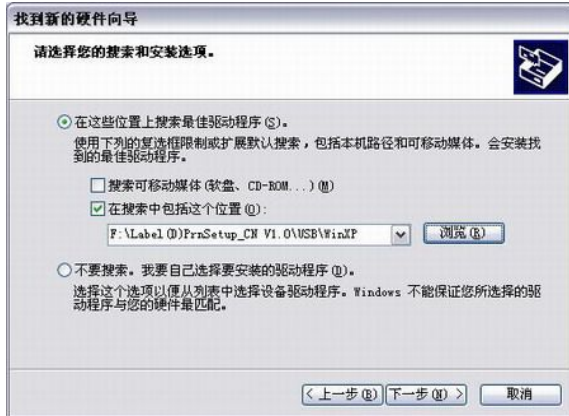 找到新的硬件向导
请选择您的搜索和安装选项。
在这些位置上搜索最佳驱动程序(S)。
使用下列的复选框限制或扩展默认搜索,包括本机路径和可移动媒体。会安装找
到的最佳驱动程序。
搜索可移动媒体(软盘、CD-ROM...)(M)
在搜索中包括这个位置(O):
F:\Label(D)PrnSetup_CN V1.0\USB\WinXP
浏览(R)
不要搜索。我要自己选择要安装的驱动程序(D)。
选择这个选项以便从列表中选择设备驱动程序。Windows 不能保证您所选择的驱
动程序与您的硬件最匹配。
< 上一步(B) 下一步(N) > 取消